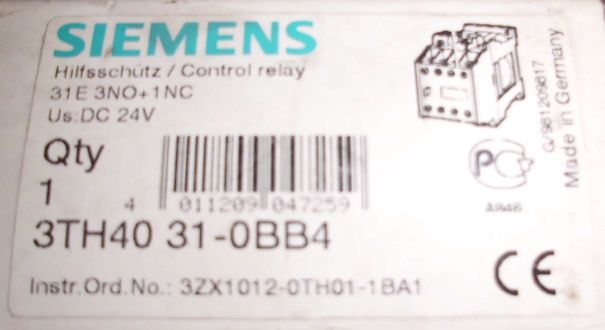 SIEMENS
Hilfsschütz / Control relay
31E 3NO+1NC
Us:DC 24V
Qty
1
4 011209 047259
3TH40 31-0BB4
Instr.Ord.No.: 3ZX1012-0TH01-1BA1
G/981209817
Made in Germany
PC
CE